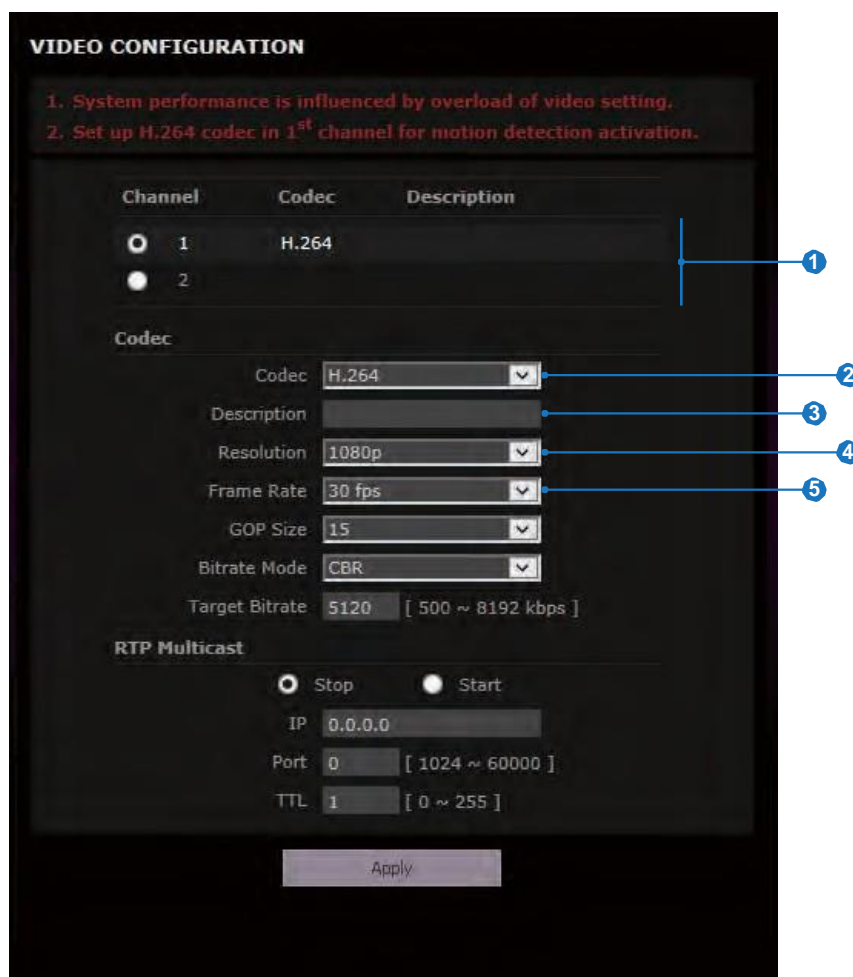 VIDEO CONFIGURATION
1. System performance is influenced by overload of video setting.
2. Set up H.264 codec in 1st channel for motion detection activation.
Channel Codec Description
1 H.264
2
1
Codec
Codec H.264 2
Description 3
Resolution 1080p 4
Frame Rate 30 fps 5
GOP Size 15
Bitrate Mode CBR
Target Bitrate 5120 [ 500 ~ 8192 kbps ]
RTP Multicast
Stop Start
IP 0.0.0.0
Port 0 [ 1024 ~ 60000 ]
TTL 1 [ 0 ~ 255 ]
Apply